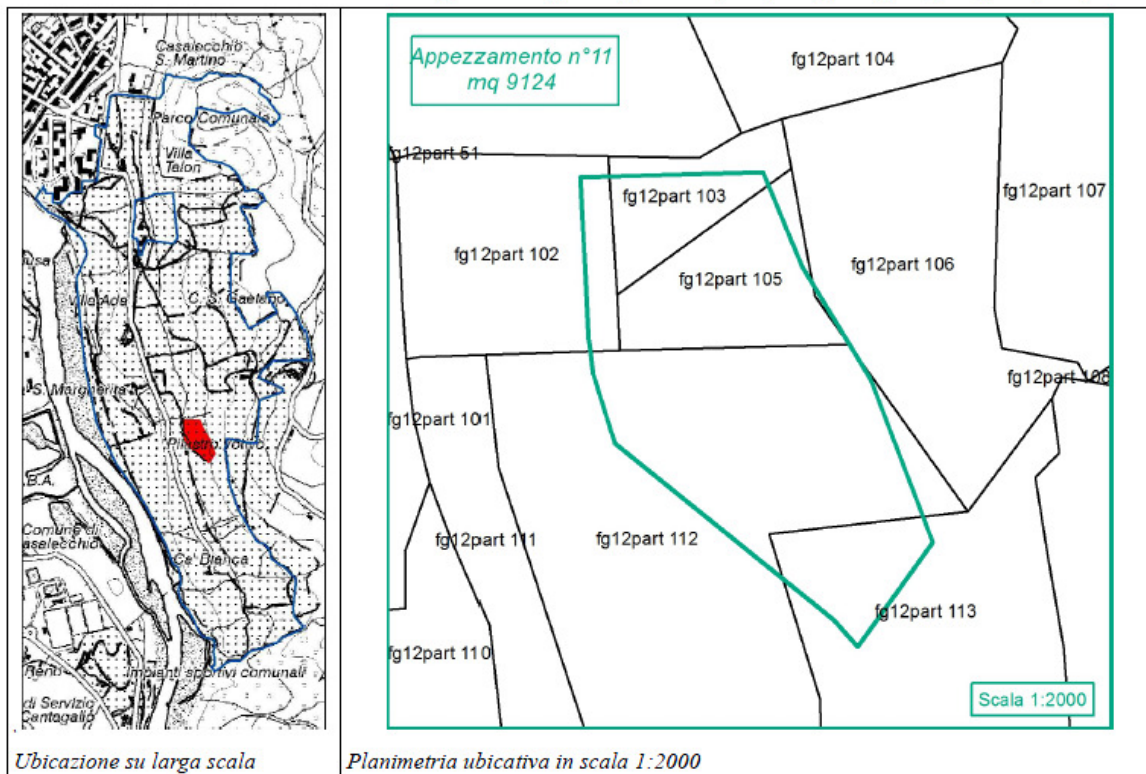 Casalecchio
S. Martino
Parco Comunale
Villa
Talon
Villa Ada
C. S. Gaetano
S. Margherita
B.A.
Comune di
Ca' Bianca
Impianti sportivi comunali
di Servizio
Cantagallo
Ubicazione su larga scala
Appezzamento n°11
mq 9124
fg12part 104
fg12part 51
fg12part 103
fg12part 107
fg12part 102
fg12part 105
fg12part 106
fg12part 108
fg12part 101
fg12part 111
fg12part 112
fg12part 113
fg12part 110
Scala 1:2000
Planimetria ubicativa in scala 1:2000